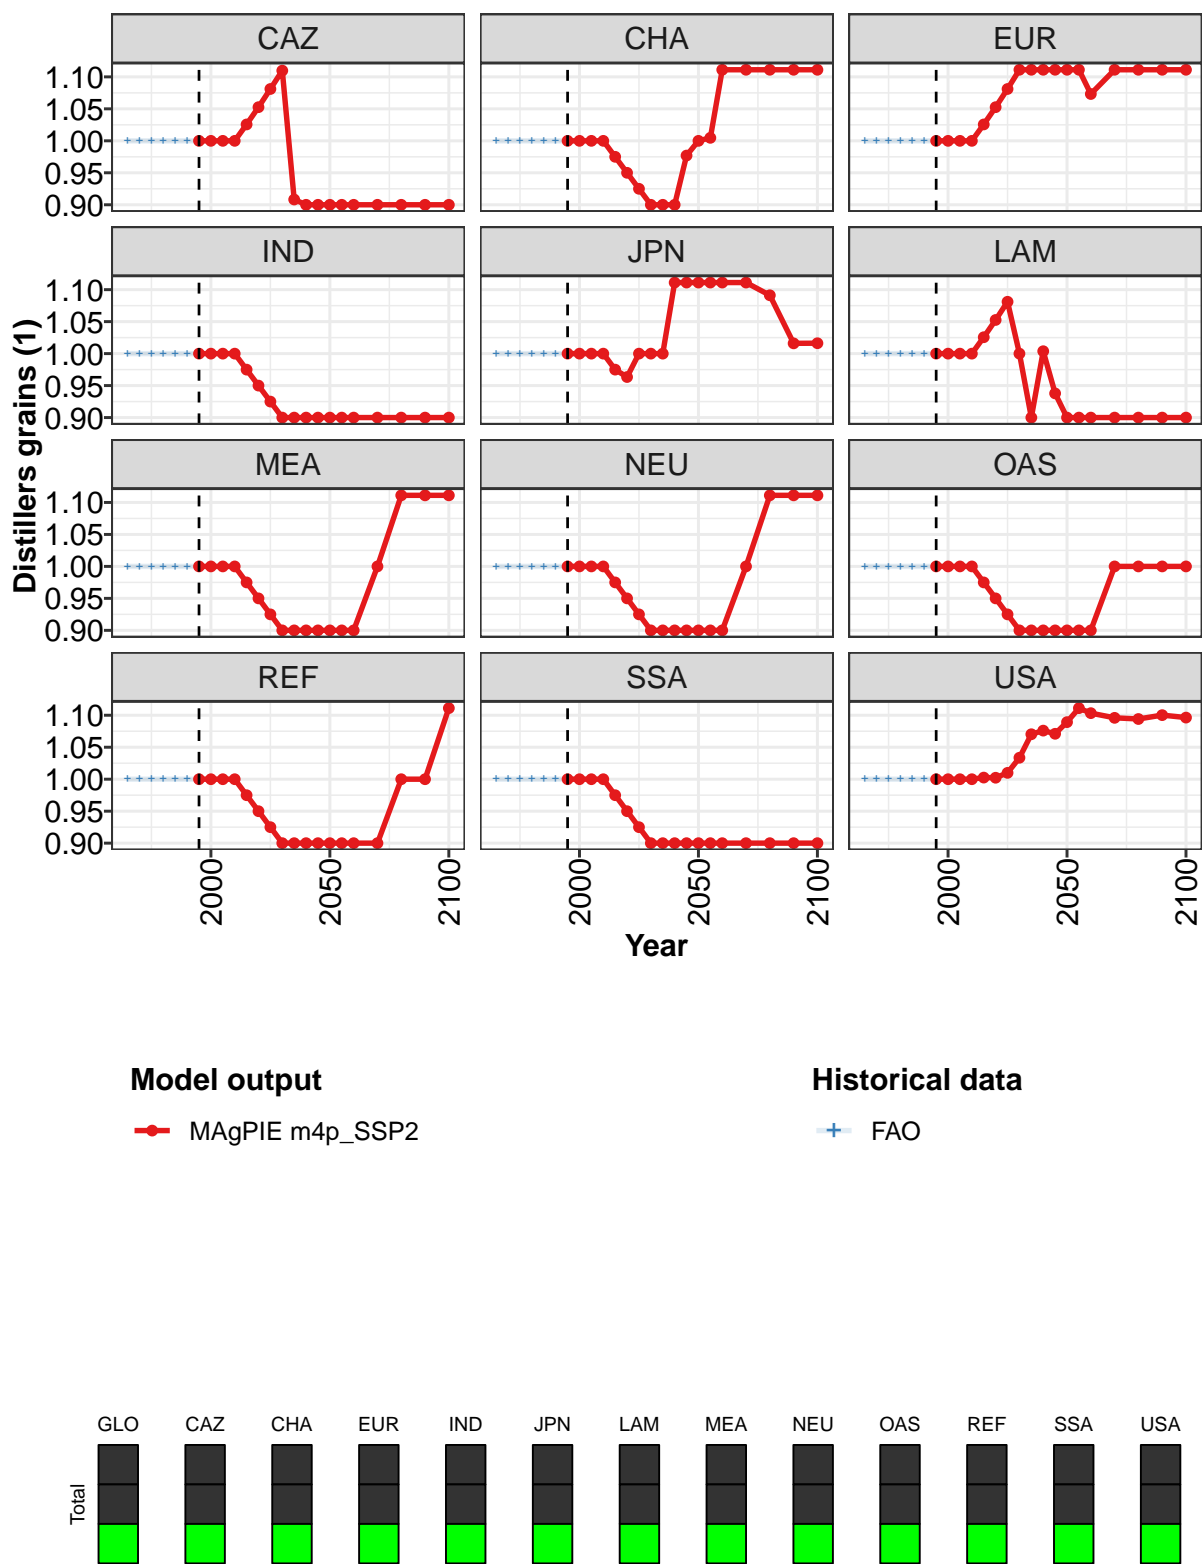 CAZ CHA EUR
1.10
1.05
1.00
0.95
0.90
IND JPN LAM
1.10
1.05
1.00
0.95
0.90
MEA NEU OAS
1.10
1.05
1.00
0.95
0.90
REF SSA USA
1.10
1.05
1.00
0.95
0.90
Distillers grains (1)
2000 2050 2100 2000 2050 2100 2000 2050 2100
Year
Model output Historical data
MAgPIE m4p_SSP2 FAO
GLO CAZ CHA EUR IND JPN LAM MEA NEU OAS REF SSA USA
Total